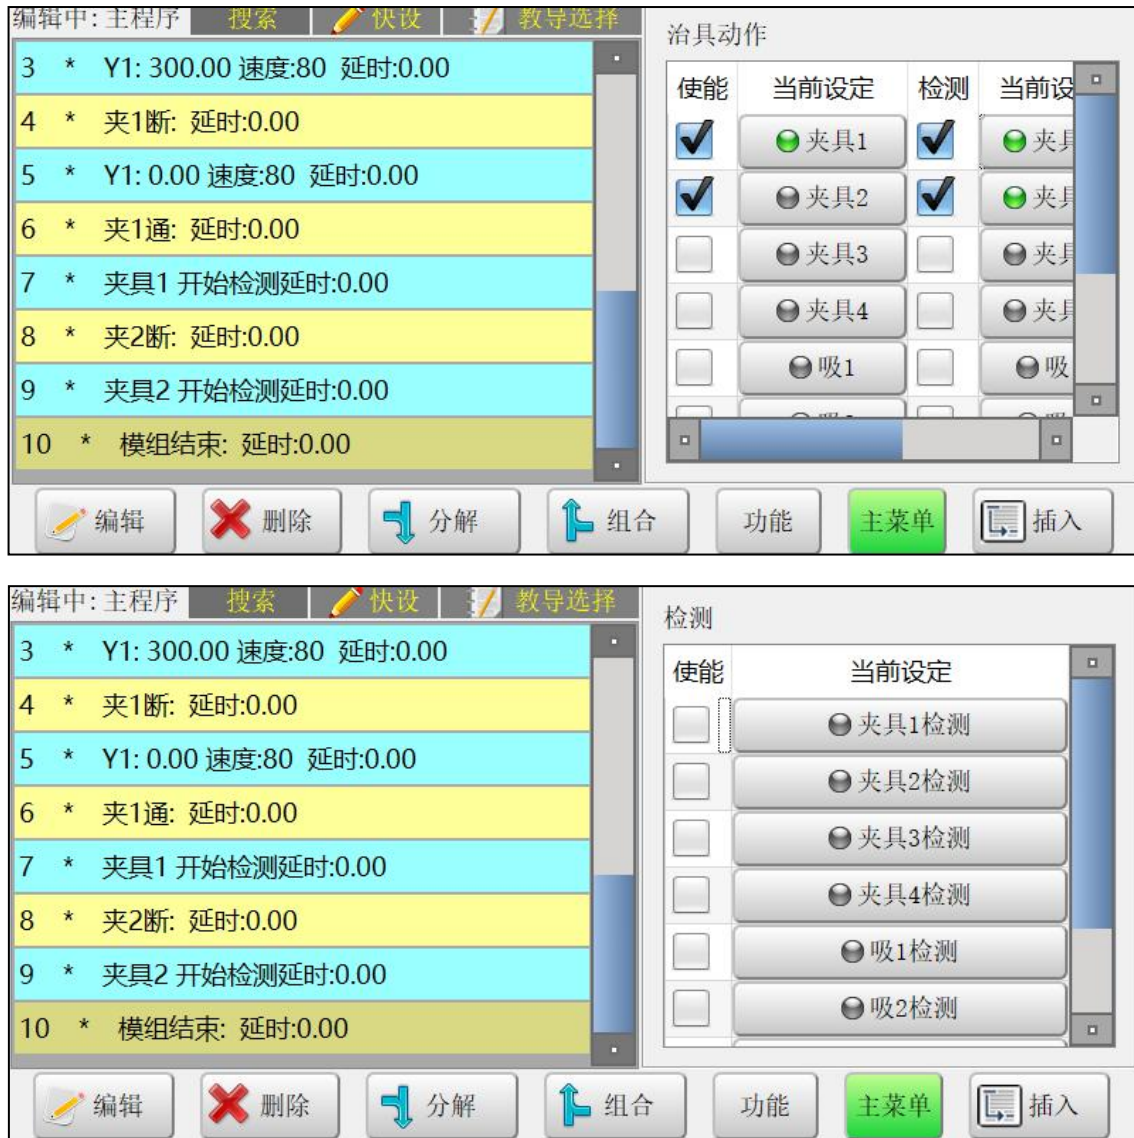 编辑中:主程序 搜索 快设 教导选择
3 * Y1: 300.00 速度:80 延时:0.00
4 * 夹1断: 延时:0.00
5 * Y1: 0.00 速度:80 延时:0.00
6 * 夹1通: 延时:0.00
7 * 夹具1 开始检测延时:0.00
8 * 夹2断: 延时:0.00
9 * 夹具2 开始检测延时:0.00
10 * 模组结束: 延时:0.00
治具动作
使能 当前设定 检测 当前设
夹具1 夹具
夹具2 夹具
夹具3 夹具
夹具4 夹具
吸1 吸
编辑 删除 分解 组合 功能 主菜单 插入
编辑中:主程序 搜索 快设 教导选择
3 * Y1: 300.00 速度:80 延时:0.00
4 * 夹1断: 延时:0.00
5 * Y1: 0.00 速度:80 延时:0.00
6 * 夹1通: 延时:0.00
7 * 夹具1 开始检测延时:0.00
8 * 夹2断: 延时:0.00
9 * 夹具2 开始检测延时:0.00
10 * 模组结束: 延时:0.00
检测
使能 当前设定
夹具1检测
夹具2检测
夹具3检测
夹具4检测
吸1检测
吸2检测
编辑 删除 分解 组合 功能 主菜单 插入